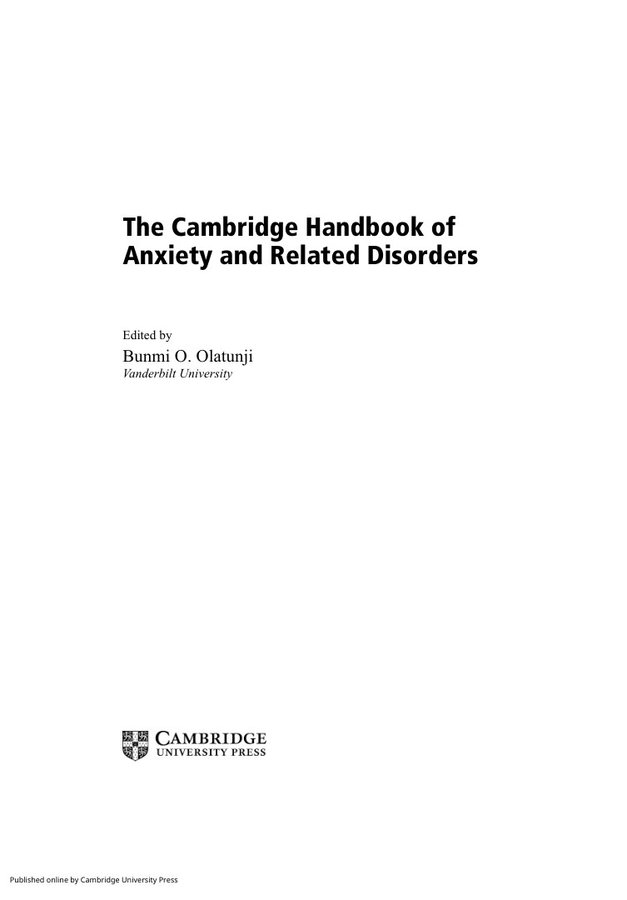 The Cambridge Handbook of
Anxiety and Related Disorders
Edited by
Bunmi O. Olatunji
Vanderbilt University
CAMBRIDGE
UNIVERSITY PRESS
Published online by Cambridge University Press